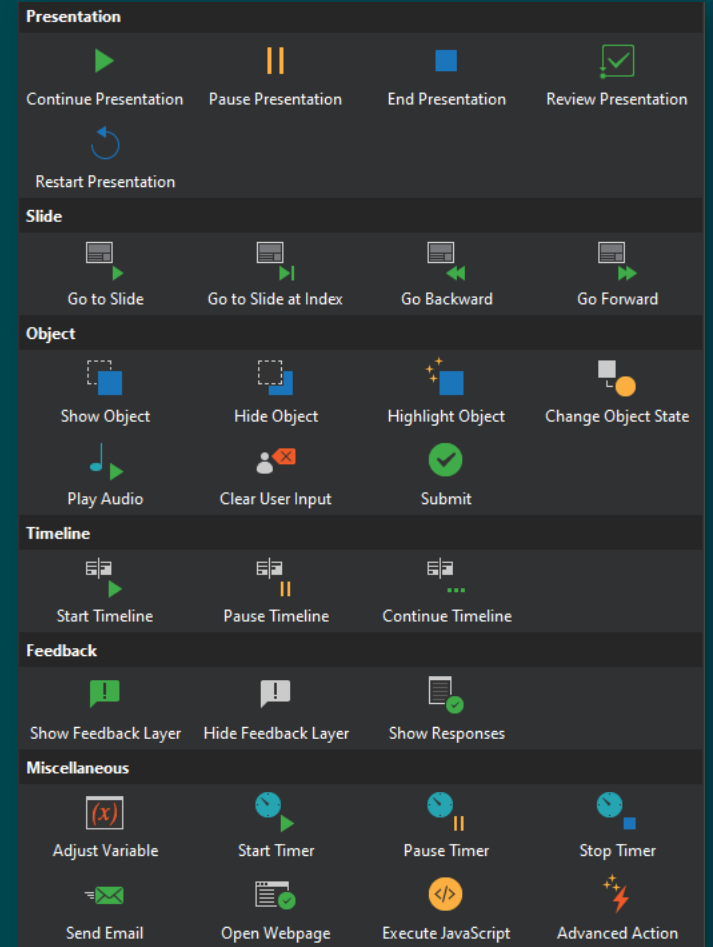 Presentation
Continue Presentation Pause Presentation End Presentation Review Presentation
Restart Presentation
Slide
Go to Slide Go to Slide at Index Go Backward Go Forward
Object
Show Object Hide Object Highlight Object Change Object State
Play Audio Clear User Input Submit
Timeline
Start Timeline Pause Timeline Continue Timeline
Feedback
Show Feedback Layer Hide Feedback Layer Show Responses
Miscellaneous
(x)
Adjust Variable Start Timer Pause Timer Stop Timer
</>
Send Email Open Webpage Execute JavaScript Advanced Action